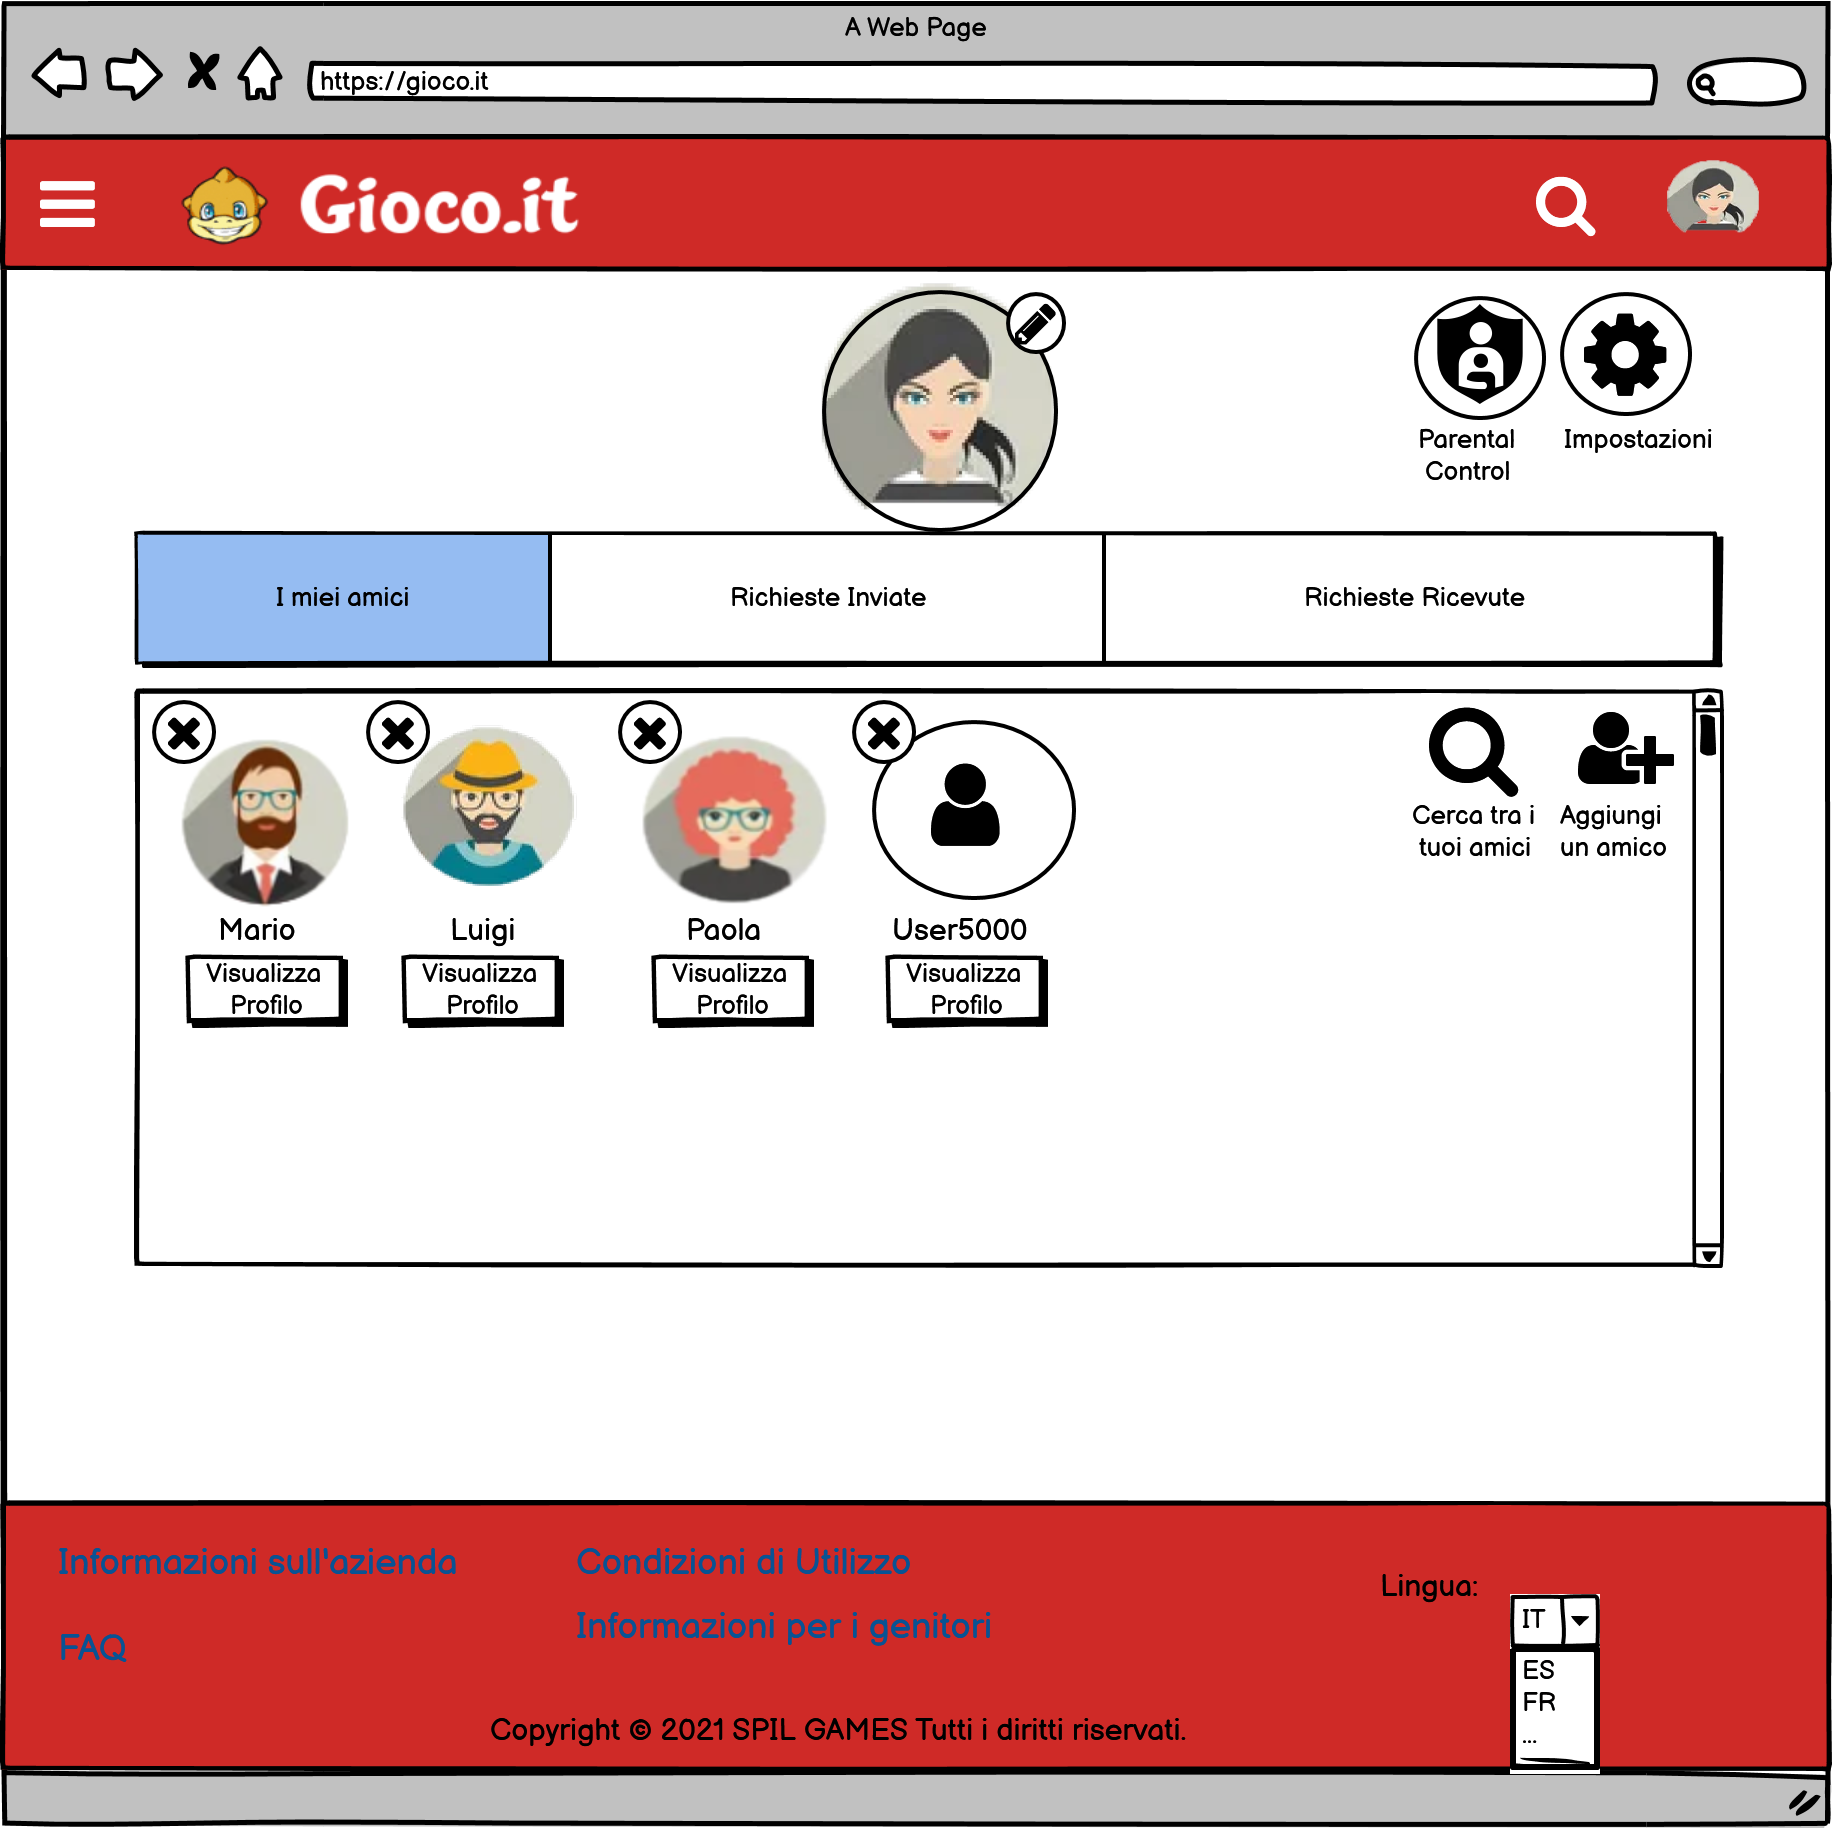 A Web Page
https://gioco.it
Gioco.it
Parental
Control
Impostazioni
I miei amici
Richieste Inviate
Richieste Ricevute
Cerca tra i
tuoi amici
Aggiungi
un amico
Mario
Luigi
Paola
User5000
Visualizza
Profilo
Visualizza
Profilo
Visualizza
Profilo
Visualizza
Profilo
Informazioni sull'azienda
Condizioni di Utilizzo
Lingua:
IT
Informazioni per i genitori
FAQ
ES
FR
...
Copyright © 2021 SPIL GAMES Tutti i diritti riservati.